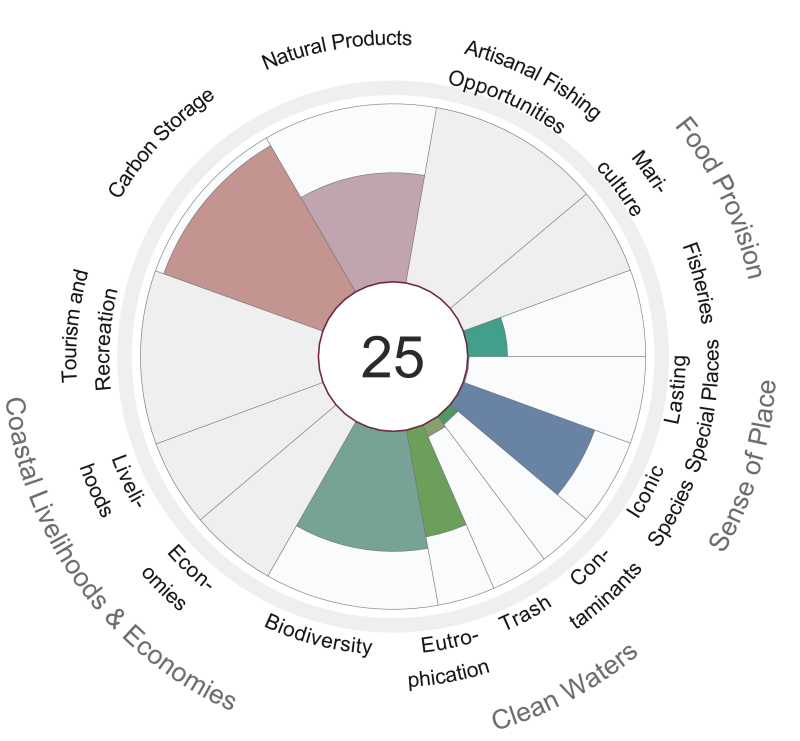 Natural Products
Artisanal Fishing
Opportunities
Mari-
culture
Food Provision
Fisheries
Lasting
Special Places
Iconic
Species
Sense of Place
Con-
taminants
Trash
Clean Waters
Eutro-
phication
Biodiversity
Econ-
omies
Liveli-
hoods
Coastal Livelihoods & Economies
Tourism and
Recreation
Carbon Storage
25